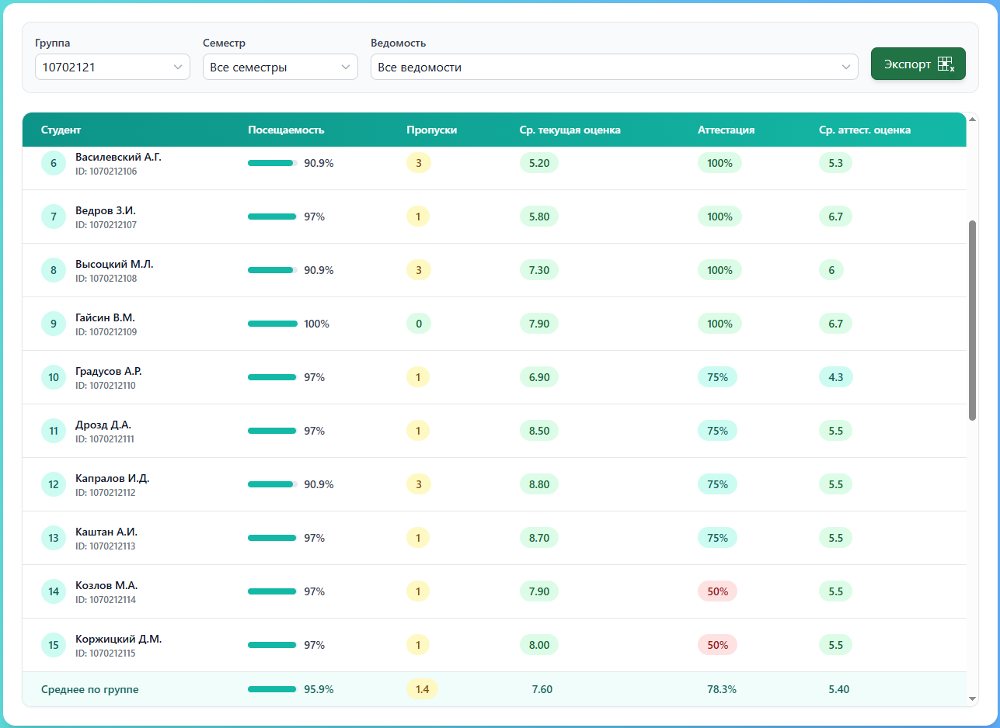 Группа Семестр Ведомость
10702121 Все семестры Все ведомости Экспорт
Студент Посещаемость Пропуски Ср. текущая оценка Аттестация Ср. аттест. оценка
6 Василевский А.Г. 90.9% 3 5.20 100% 5.3
ID: 1070212106
7 Ведров З.И. 97% 1 5.80 100% 6.7
ID: 1070212107
8 Высоцкий М.Л. 90.9% 3 7.30 100% 6
ID: 1070212108
9 Гайсин В.М. 100% 0 7.90 100% 6.7
ID: 1070212109
10 Градусов А.Р. 97% 1 6.90 75% 4.3
ID: 1070212110
11 Дрозд Д.А. 97% 1 8.50 75% 5.5
ID: 1070212111
12 Капралов И.Д. 90.9% 3 8.80 75% 5.5
ID: 1070212112
13 Каштан А.И. 97% 1 8.70 75% 5.5
ID: 1070212113
14 Козлов М.А. 97% 1 7.90 50% 5.5
ID: 1070212114
15 Коржицкий Д.М. 97% 1 8.00 50% 5.5
ID: 1070212115
Среднее по группе 95.9% 1.4 7.60 78.3% 5.40